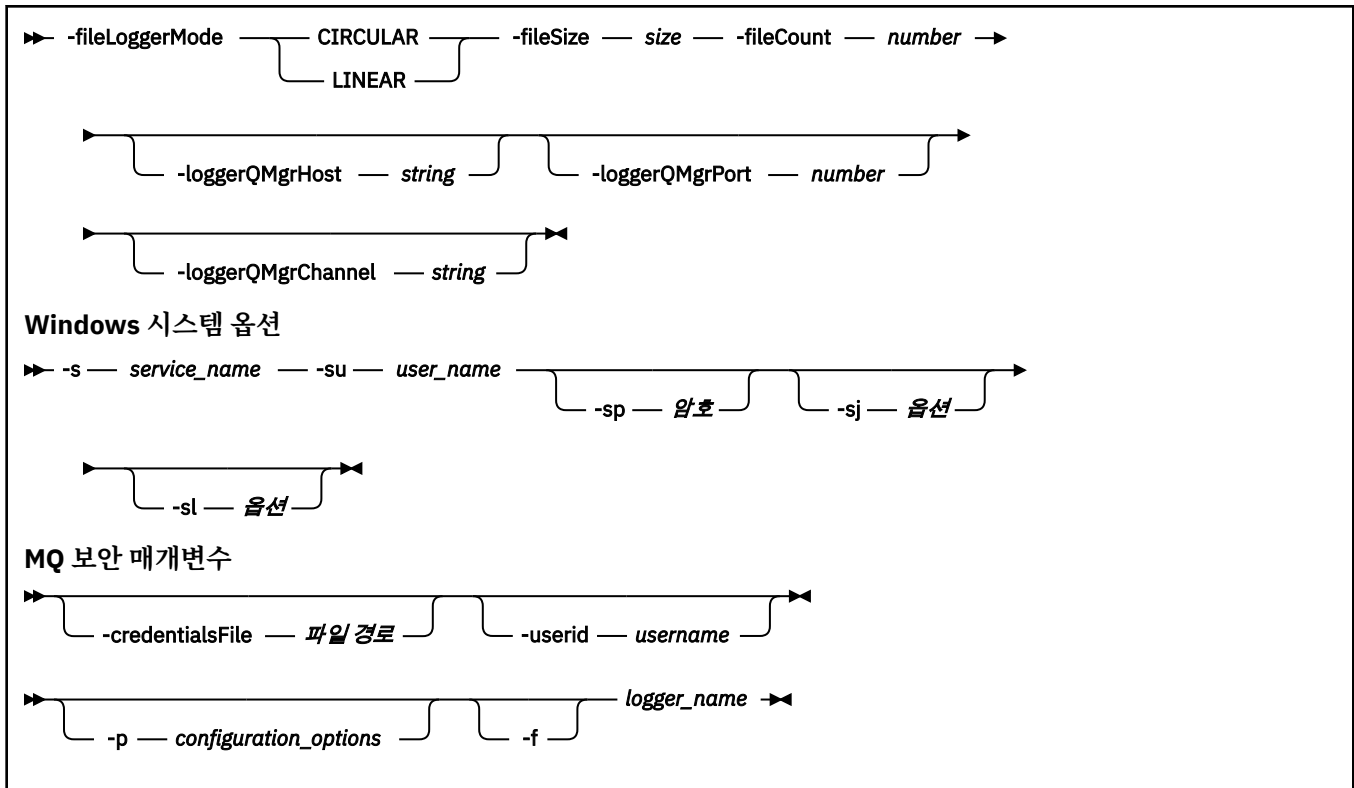 -fileLoggerMode CIRCULAR -fileSize size -fileCount number
LINEAR
-loggerQMgrHost string -loggerQMgrPort number
-loggerQMgrChannel string
Windows 시스템 옵션
-s service_name -su user_name
-sp 암호 -sj 옵션
-sl 옵션
MQ 보안 매개변수
-credentialsFile 파일 경로 -userid username
logger_name
-p configuration_options -f